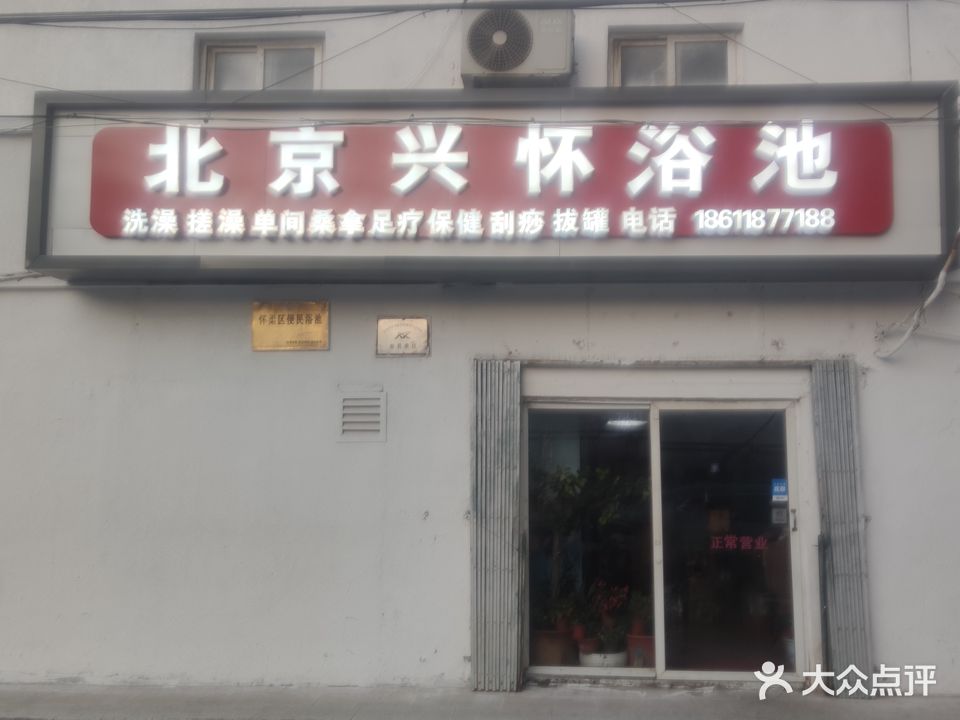 北京兴怀浴池
洗澡 搓澡 单间桑拿足疗保健 刮痧 拔罐 电话 18611877188
怀柔区便民浴池
正常营业
大众点评